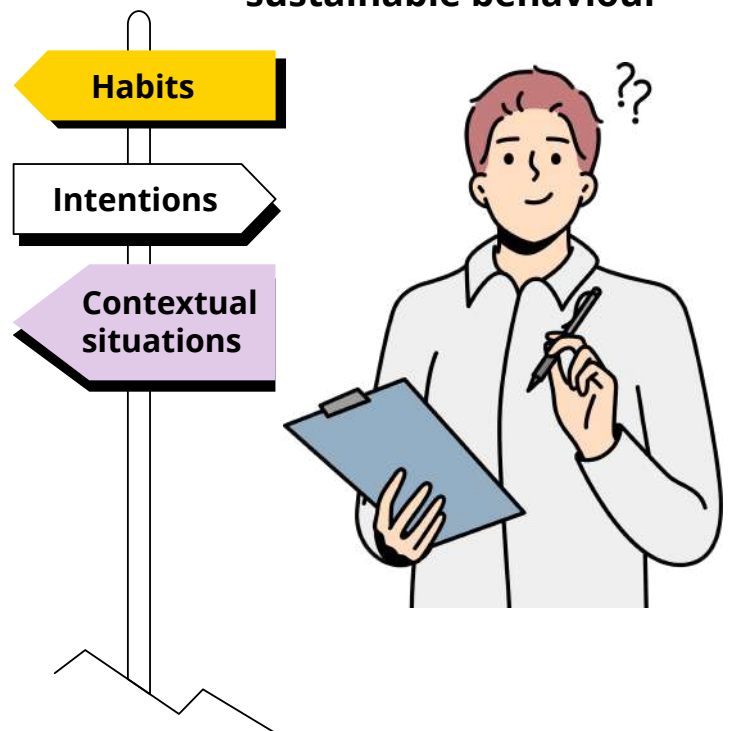 sustainable behaviour
??
Habits
Intentions
Contextual
situations